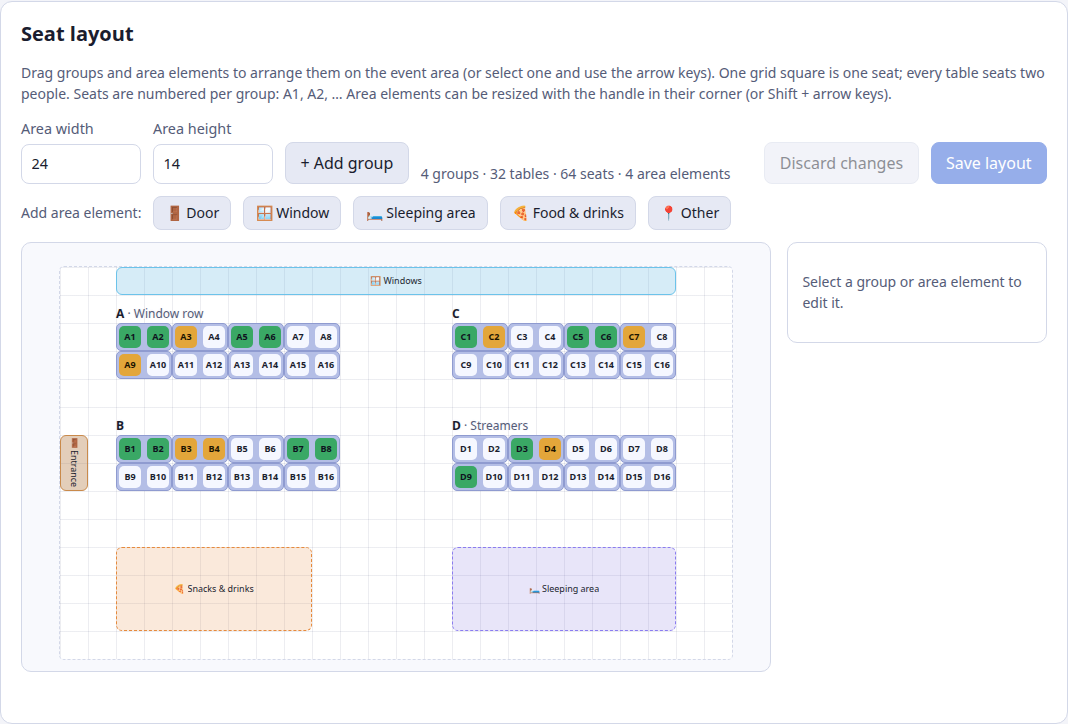 Seat layout
Drag groups and area elements to arrange them on the event area (or select one and use the arrow keys). One grid square is one seat; every table seats two
people. Seats are numbered per group: A1, A2, ... Area elements can be resized with the handle in their corner (or Shift + arrow keys).
Area width
Area height
24
14
+ Add group
4 groups · 32 tables · 64 seats · 4 area elements
Discard changes
Save layout
Add area element:
🚪 Door
🪟 Window
🛏️ Sleeping area
🍕 Food & drinks
📍 Other
🪟 Windows
A · Window row
A1 A2 A3 A4 A5 A6 A7 A8
A9 A10 A11 A12 A13 A14 A15 A16
C
C1 C2 C3 C4 C5 C6 C7 C8
C9 C10 C11 C12 C13 C14 C15 C16
🚪 Entrance
B
B1 B2 B3 B4 B5 B6 B7 B8
B9 B10 B11 B12 B13 B14 B15 B16
D · Streamers
D1 D2 D3 D4 D5 D6 D7 D8
D9 D10 D11 D12 D13 D14 D15 D16
🍕 Snacks & drinks
🛏️ Sleeping area
Select a group or area element to
edit it.